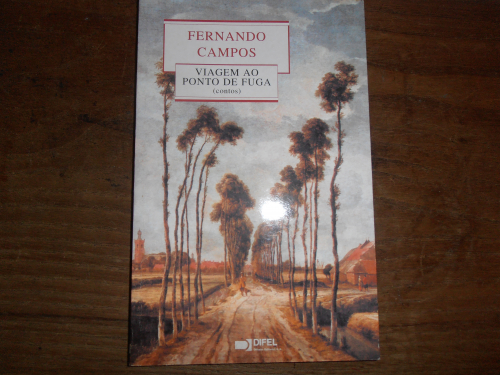 FERNANDO
CAMPOS
VIAGEM AO
PONTO DE FUGA
(contos)
DIFEL